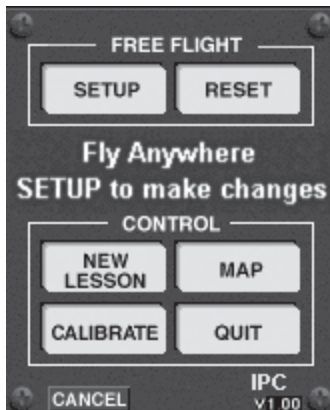 FREE FLIGHT
SETUP RESET
Fly Anywhere
SETUP to make changes
CONTROL
NEW LESSON MAP
CALIBRATE QUIT
IPC
CANCEL V1.00